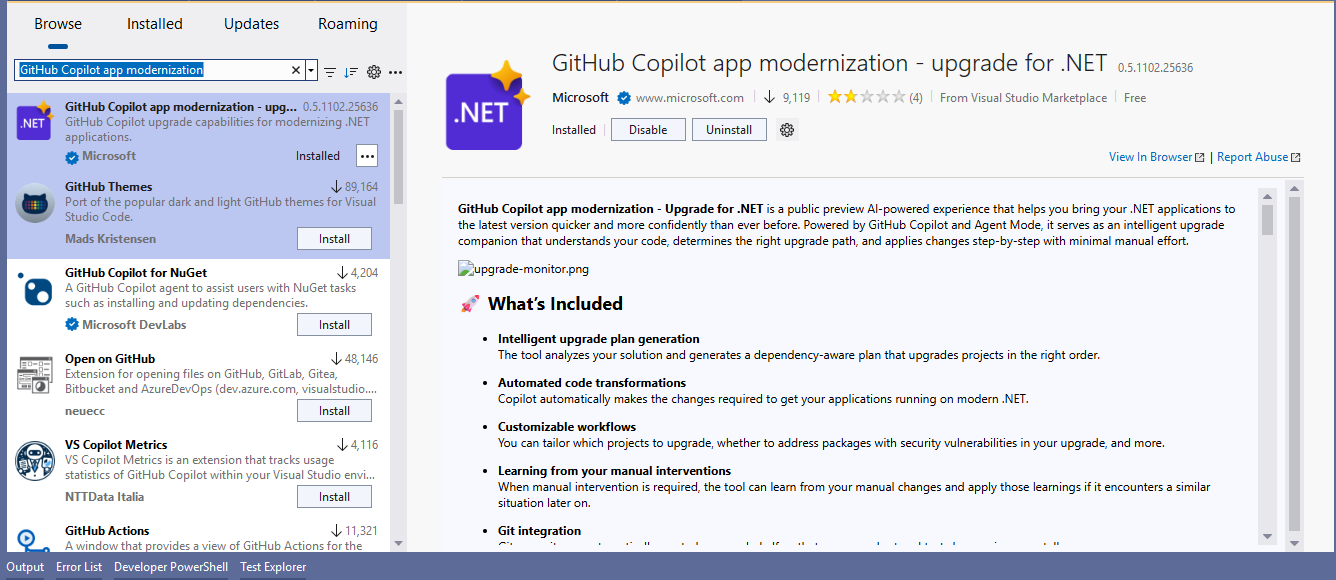 Browse Installed Updates Roaming
GitHub Copilot app modernization
.NET
GitHub Copilot app modernization - upg... 0.5.1102.25636
GitHub Copilot upgrade capabilities for modernizing .NET
applications.
Microsoft Installed ...
GitHub Themes 89,164
Port of the popular dark and light GitHub themes for Visual
Studio Code.
Mads Kristensen Install
GitHub Copilot for NuGet 4,204
A GitHub Copilot agent to assist users with NuGet tasks
such as installing and updating dependencies.
Microsoft DevLabs Install
Open on GitHub 48,146
Extension for opening files on GitHub, GitLab, Gitea,
Bitbucket and AzureDevOps (dev.azure.com, visualstudio....
neuecc Install
VS Copilot Metrics 4,116
VS Copilot Metrics is an extension that tracks usage
statistics of GitHub Copilot within your Visual Studio envi...
NTTData Italia Install
GitHub Actions 11,321
A window that provides a view of GitHub Actions for the
.NET
GitHub Copilot app modernization - upgrade for .NET 0.5.1102.25636
Microsoft www.microsoft.com 9,119 (4) From Visual Studio Marketplace Free
Installed Disable Uninstall
View In Browser | Report Abuse
GitHub Copilot app modernization - Upgrade for .NET is a public preview AI-powered experience that helps you bring your .NET applications to
the latest version quicker and more confidently than ever before. Powered by GitHub Copilot and Agent Mode, it serves as an intelligent upgrade
companion that understands your code, determines the right upgrade path, and applies changes step-by-step with minimal manual effort.
upgrade-monitor.png
🚀 What's Included
• Intelligent upgrade plan generation
The tool analyzes your solution and generates a dependency-aware plan that upgrades projects in the right order.
• Automated code transformations
Copilot automatically makes the changes required to get your applications running on modern .NET.
• Customizable workflows
You can tailor which projects to upgrade, whether to address packages with security vulnerabilities in your upgrade, and more.
• Learning from your manual interventions
When manual intervention is required, the tool can learn from your manual changes and apply those learnings if it encounters a similar
situation later on.
• Git integration
Output Error List Developer PowerShell Test Explorer